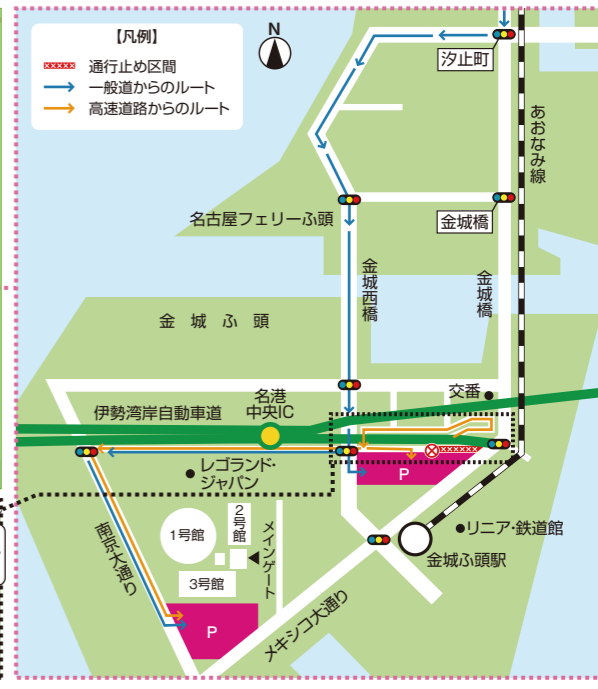 【凡例】
通行止め区間
一般道からのルート
高速道路からのルート
N
汐止町
あおなみ線
名古屋フェリーふ頭
金城橋
金城西橋
金城橋
金城ふ頭
交番
名港
中央IC
伊勢湾岸自動車道
P
レゴランド・
ジャパン
2号館
1号館
メインゲート
リニア・鉄道館
金城ふ頭駅
南京大通り
3号館
メキシコ大通り
P